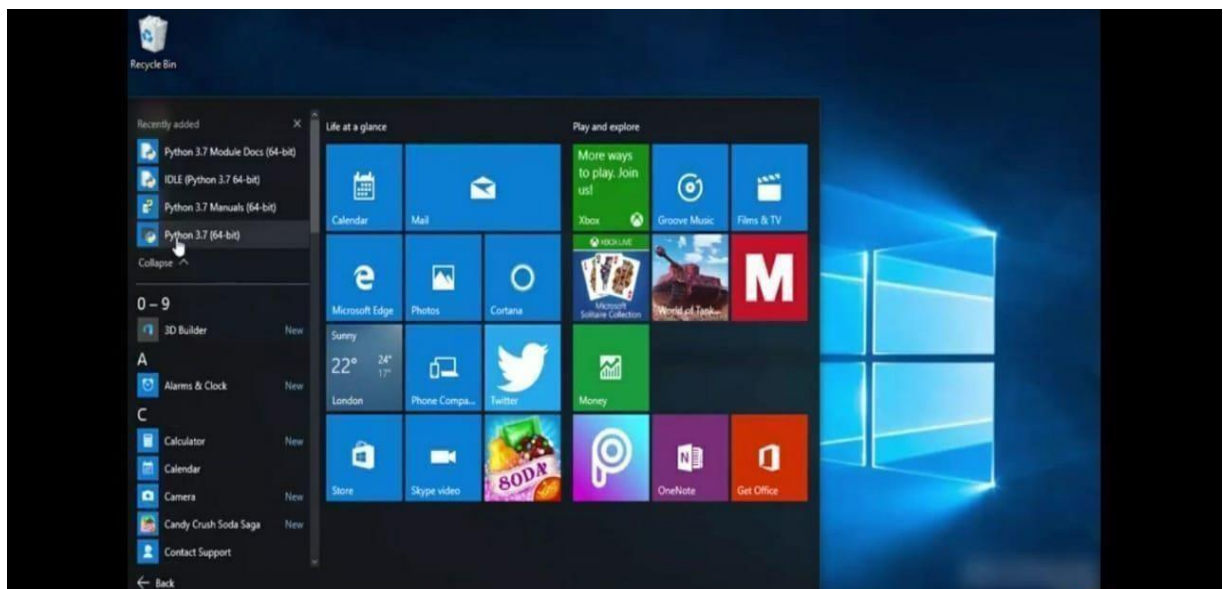 Recycle Bin
Recently added
Python 3.7 Module Docs (64-bit)
IDLE (Python 3.7 64-bit)
Python 3.7 Manuals (64-bit)
Python 3.7 (64-bit)
Collapse
0 – 9
3D Builder New
A
Alarms & Clock New
C
Calculator New
Calendar
Camera New
Candy Crush Soda Saga New
Contact Support
Back
Life at a glance
Calendar
Mail
Microsoft Edge
Photos
Cortana
Sunny
22° 24°
17°
London
Phone Compa...
Twitter
Store
Skype video
SODA
Play and explore
More ways
to play. Join
us!
Xbox
Groove Music
Films & TV
XBOX LIVE
Microsoft
Solitaire Collection
World of Tank...
M
Money
OneNote
Get Office